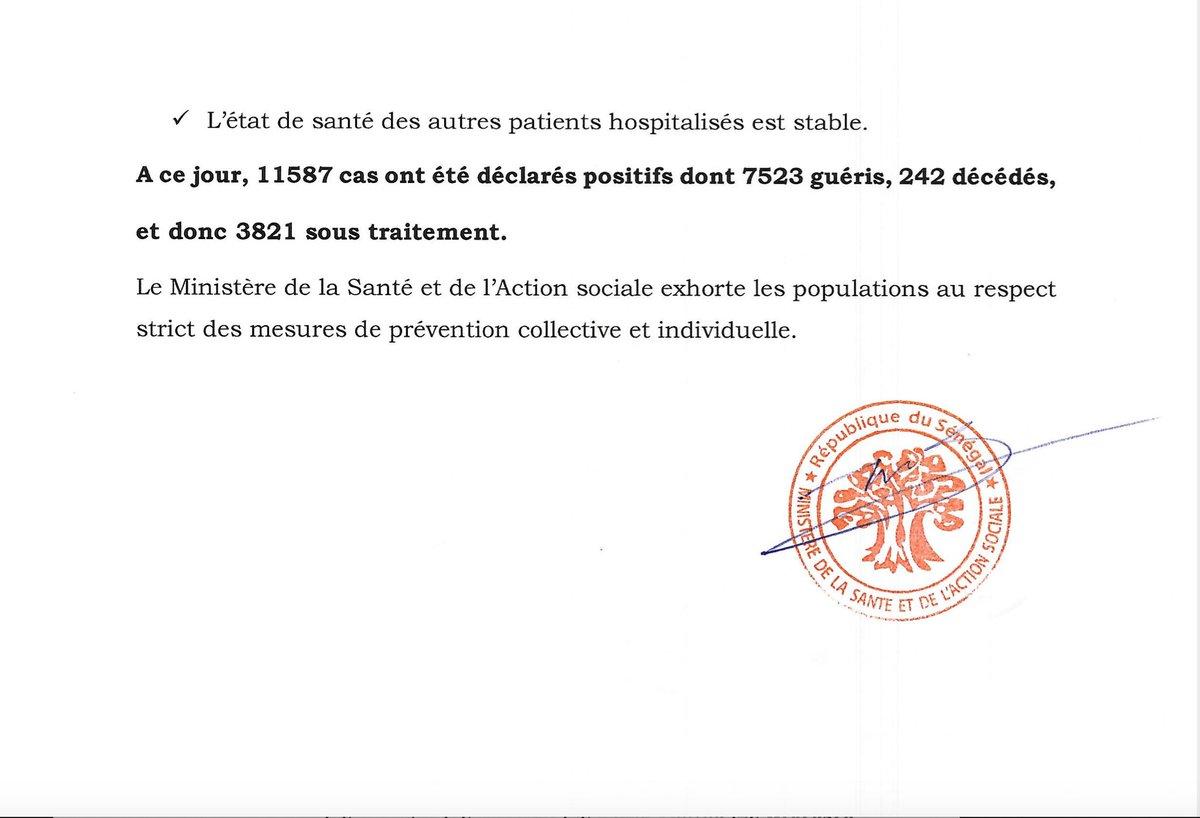 ✓ L'état de santé des autres patients hospitalisés est stable.
A ce jour, 11587 cas ont été déclarés positifs dont 7523 guéris, 242 décédés,
et donc 3821 sous traitement.
Le Ministère de la Santé et de l'Action sociale exhorte les populations au respect
strict des mesures de prévention collective et individuelle.
★ République du Sénégal ★
MINISTERE DE LA SANTE ET DE L'ACTION SOCIALE